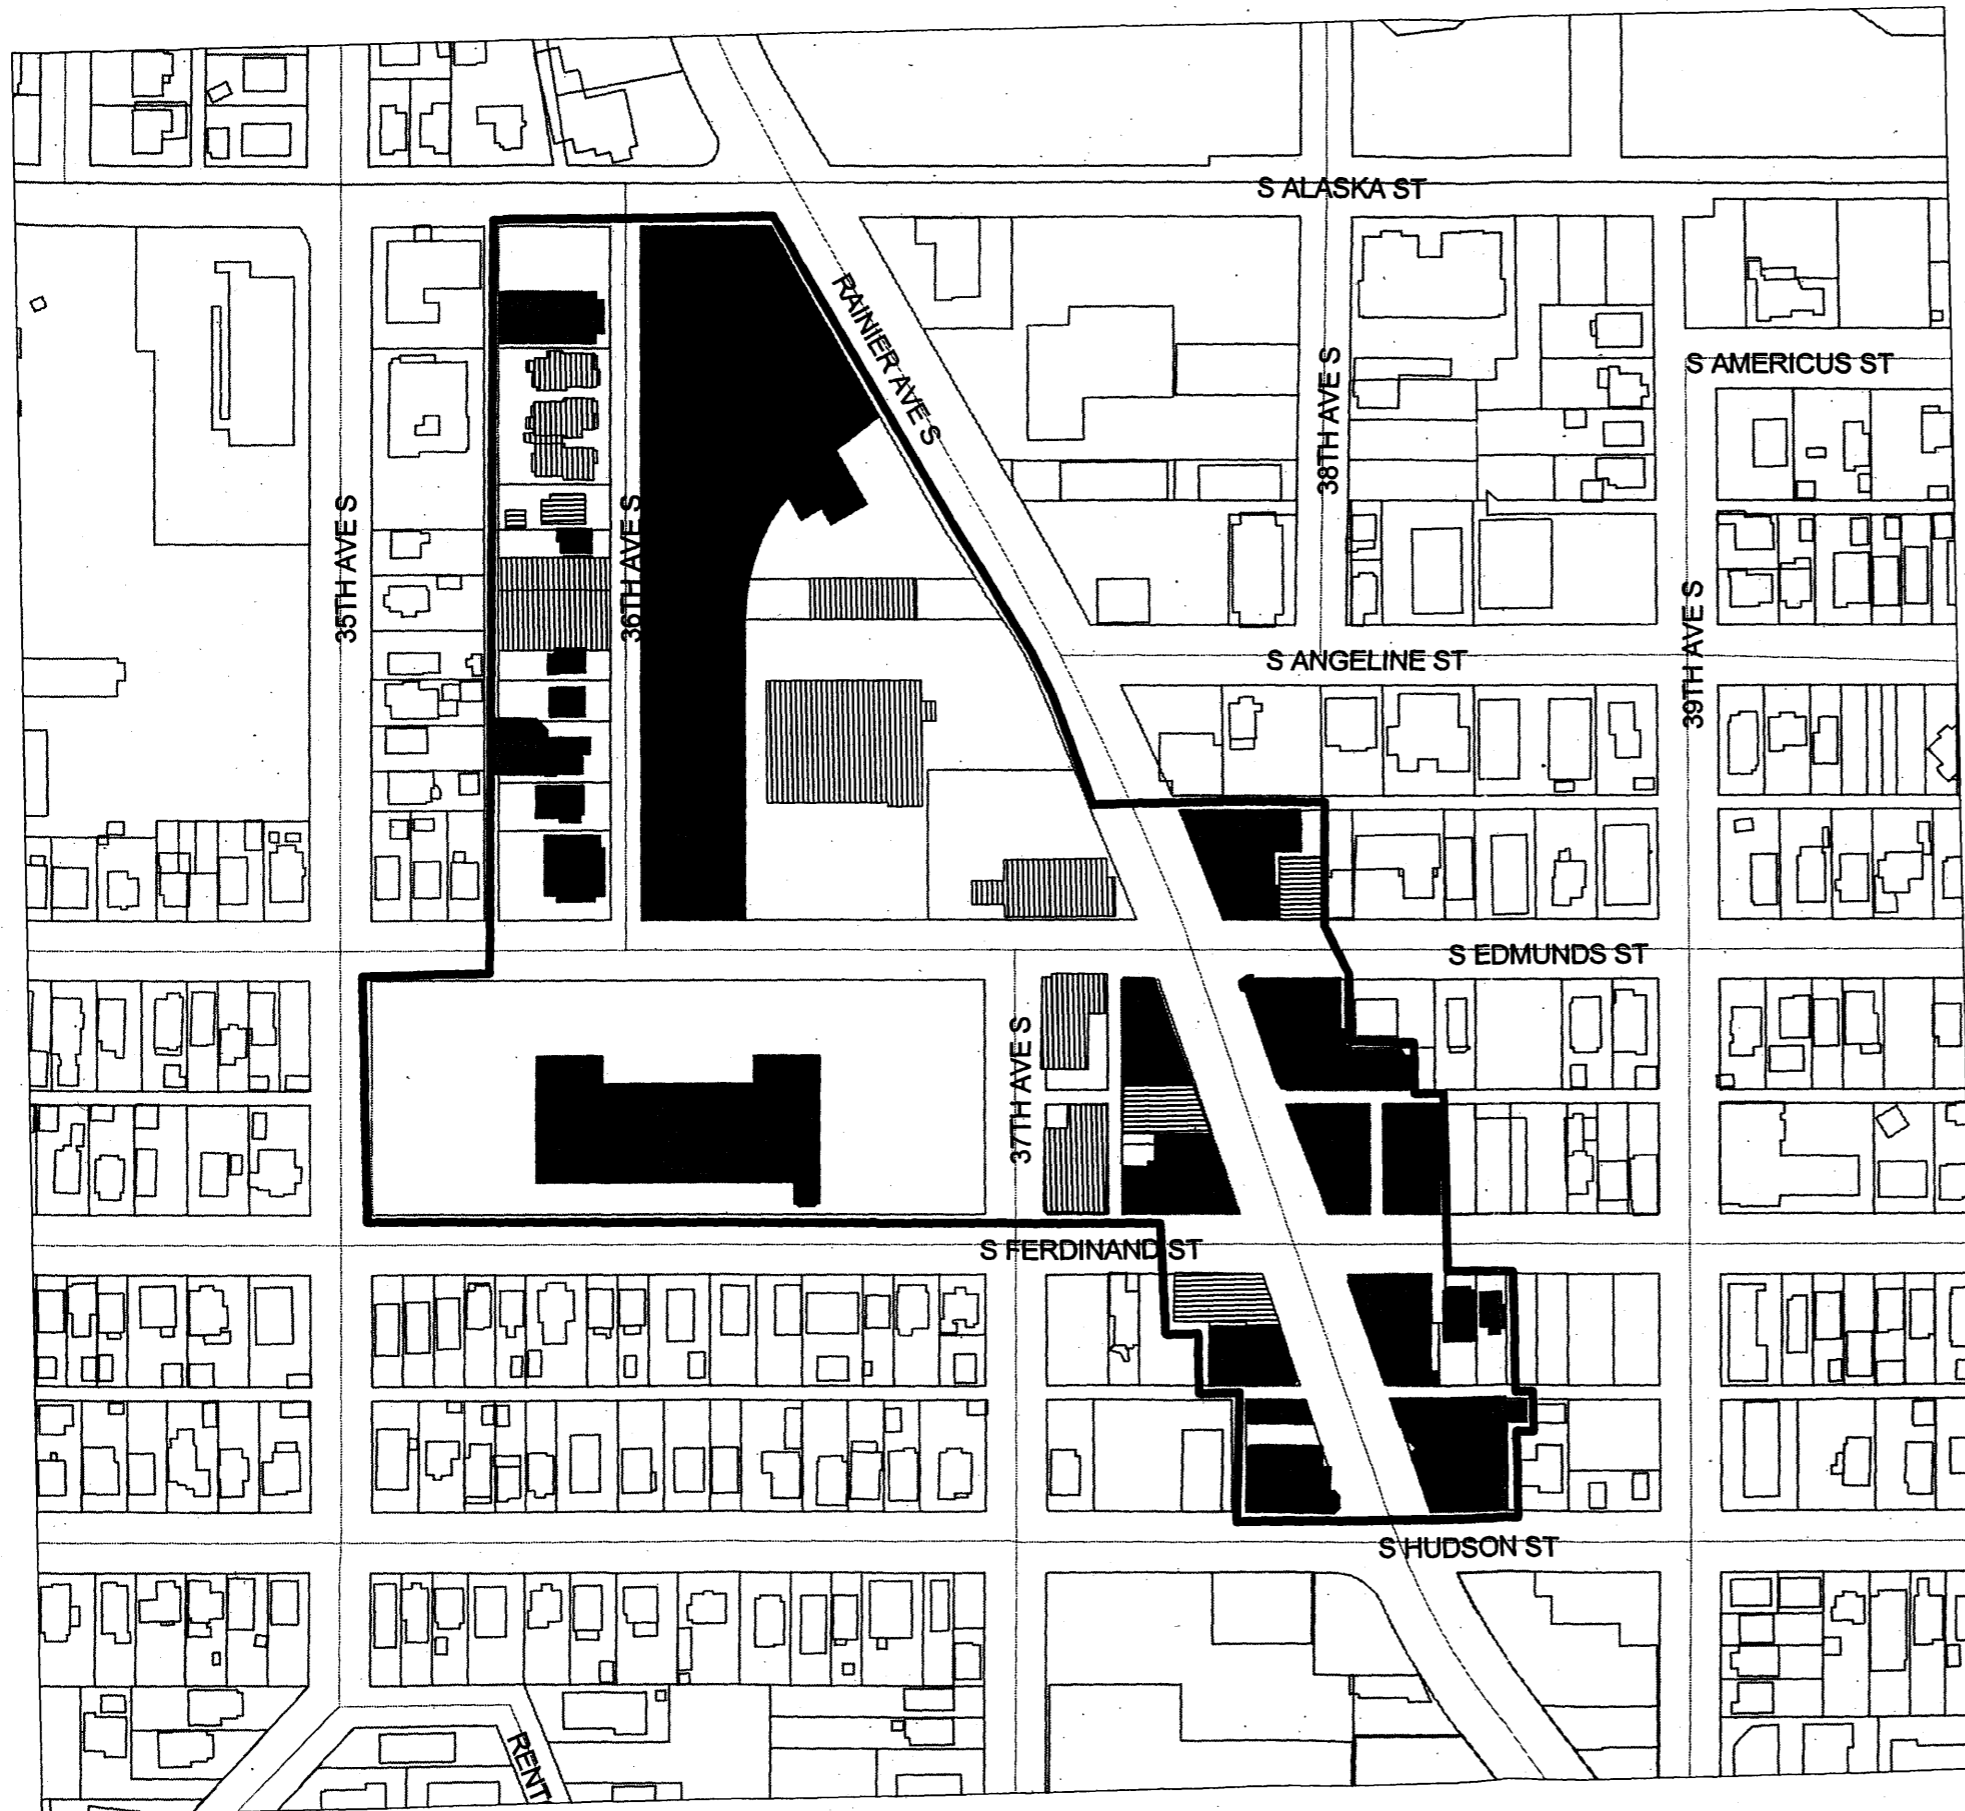 S ALASKA ST
RAINIER AVE S
S AMERICUS ST
38TH AVE S
35TH AVE S
36TH AVE S
39TH AVE S
S ANGELINE ST
S EDMUNDS ST
37TH AVE S
S FERDINAND ST
S HUDSON ST
RENT